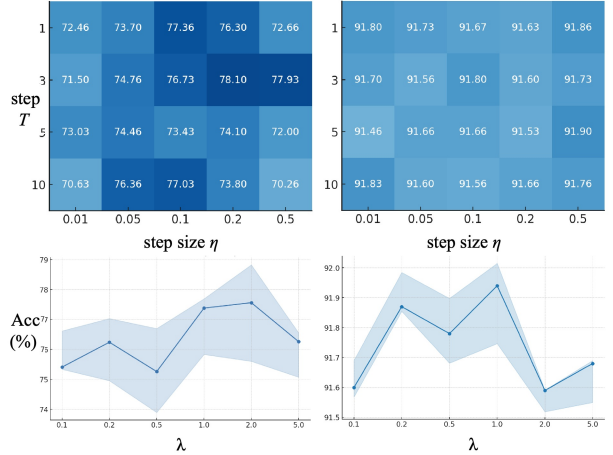 1 72.46 73.70 77.36 76.30 72.66
3 71.50 74.76 76.73 78.10 77.93
5 73.03 74.46 73.43 74.10 72.00
10 70.63 76.36 77.03 73.80 70.26
step
T
0.01 0.05 0.1 0.2 0.5
step size η
1 91.80 91.73 91.67 91.63 91.86
3 91.70 91.56 91.80 91.60 91.73
5 91.46 91.66 91.66 91.53 91.90
10 91.83 91.60 91.56 91.66 91.76
0.01 0.05 0.1 0.2 0.5
step size η
Acc
(%)
79
78
77
76
75
74
0.1 0.2 0.5 1.0 2.0 5.0
λ
92.0
91.9
91.8
91.7
91.6
91.5
0.1 0.2 0.5 1.0 2.0 5.0
λ